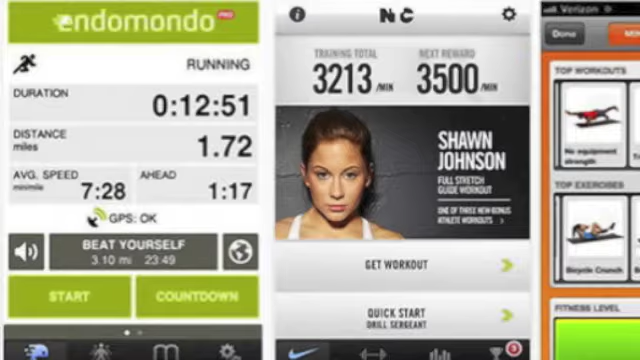 endomondo PRO
RUNNING
DURATION
0:12:51
DISTANCE
miles
1.72
AVG. SPEED
min/mile
7:28
AHEAD
1:17
GPS: OK
BEAT YOURSELF
3.10 mi 23:49
START
COUNTDOWN
TRAINING TOTAL
3213 /MIN
NEXT REWARD
3500 /MIN
SHAWN
JOHNSON
FULL STRETCH
GUIDE WORKOUT
ONE OF THREE NEW BONUS
ATHLETE WORKOUTS
GET WORKOUT
QUICK START
DRILL SERGEANT
Verizon
Done
TOP WORKOUTS
No equipment
strength
TOP EXERCISES
Bicycle Crunch
FITNESS LEVEL